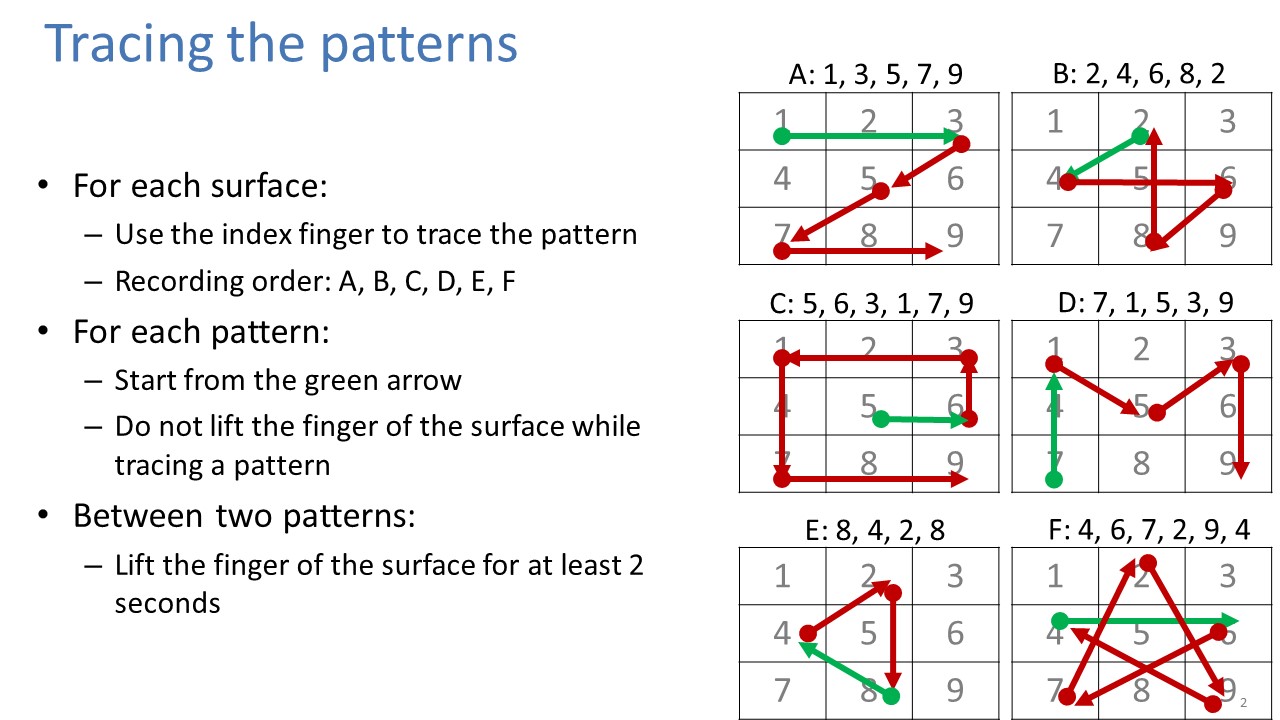 Tracing the patterns
• For each surface:
– Use the index finger to trace the pattern
– Recording order: A, B, C, D, E, F
• For each pattern:
– Start from the green arrow
– Do not lift the finger of the surface while
tracing a pattern
• Between two patterns:
– Lift the finger of the surface for at least 2
seconds
A: 1, 3, 5, 7, 9
1 2 3
4 5 6
7 8 9
B: 2, 4, 6, 8, 2
1 2 3
4 5 6
7 8 9
C: 5, 6, 3, 1, 7, 9
1 2 3
4 5 6
7 8 9
D: 7, 1, 5, 3, 9
1 2 3
4 5 6
7 8 9
E: 8, 4, 2, 8
1 2 3
4 5 6
7 8 9
F: 4, 6, 7, 2, 9, 4
1 2 3
4 5 6
7 8 9
2